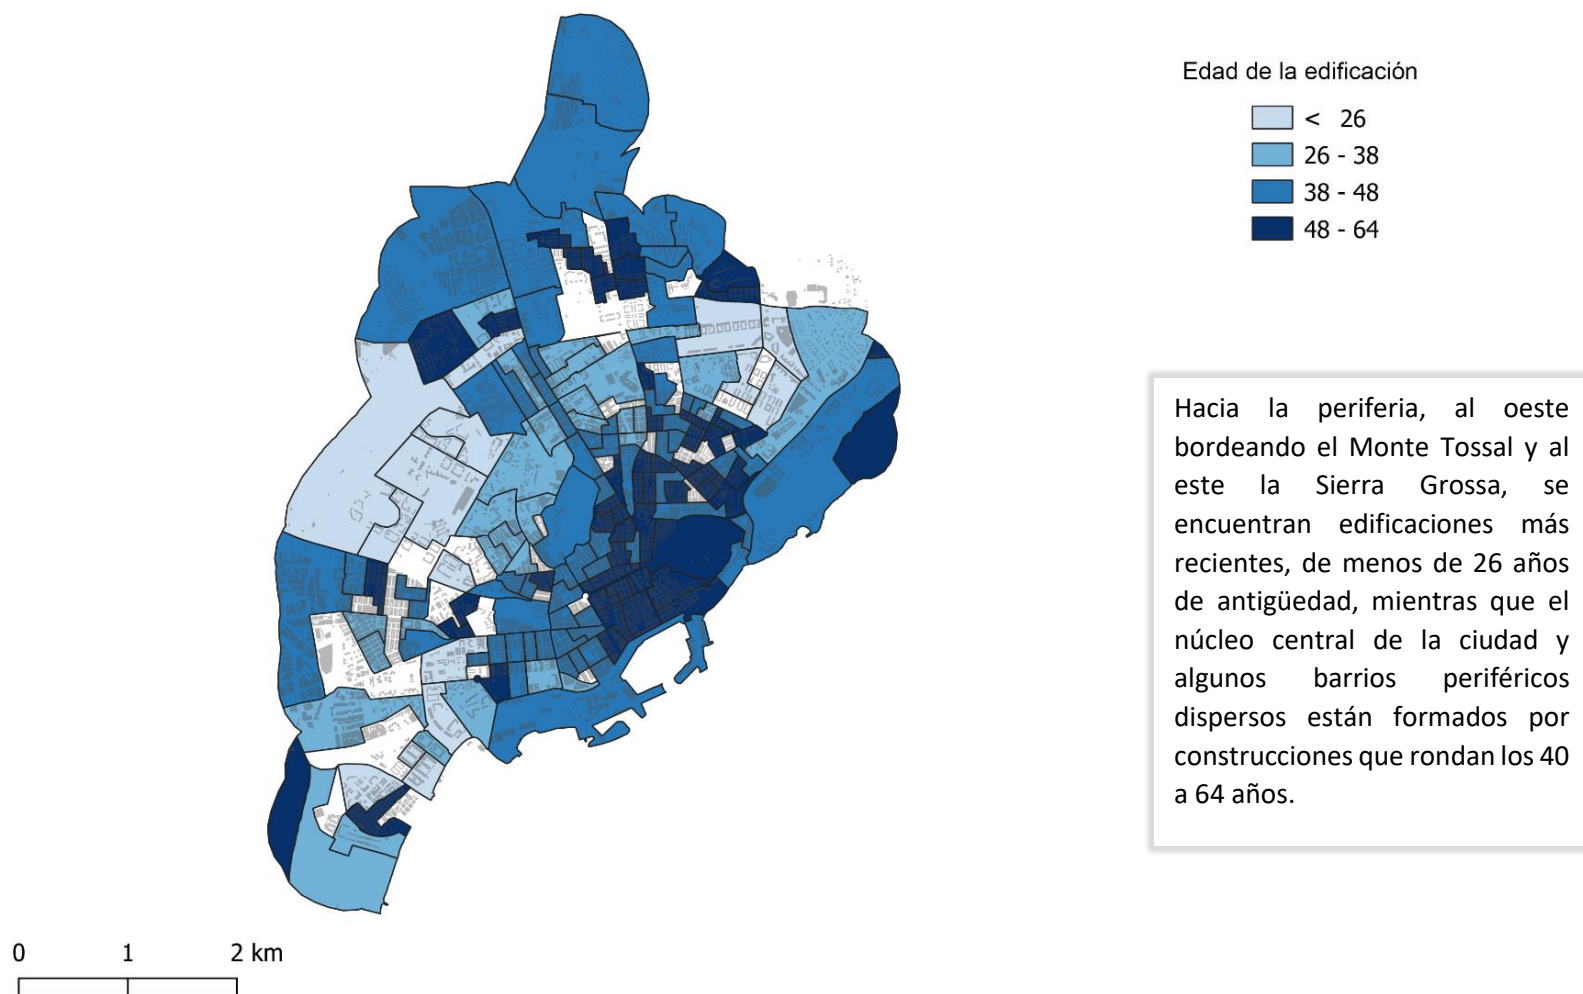 Edad de la edificación
< 26
26 - 38
38 - 48
48 - 64
Hacia la periferia, al oeste
bordeando el Monte Tossal y al
este la Sierra Grossa, se
encuentran edificaciones más
recientes, de menos de 26 años
de antigüedad, mientras que el
núcleo central de la ciudad y
algunos barrios periféricos
dispersos están formados por
construcciones que rondan los 40
a 64 años.
0 1 2 km